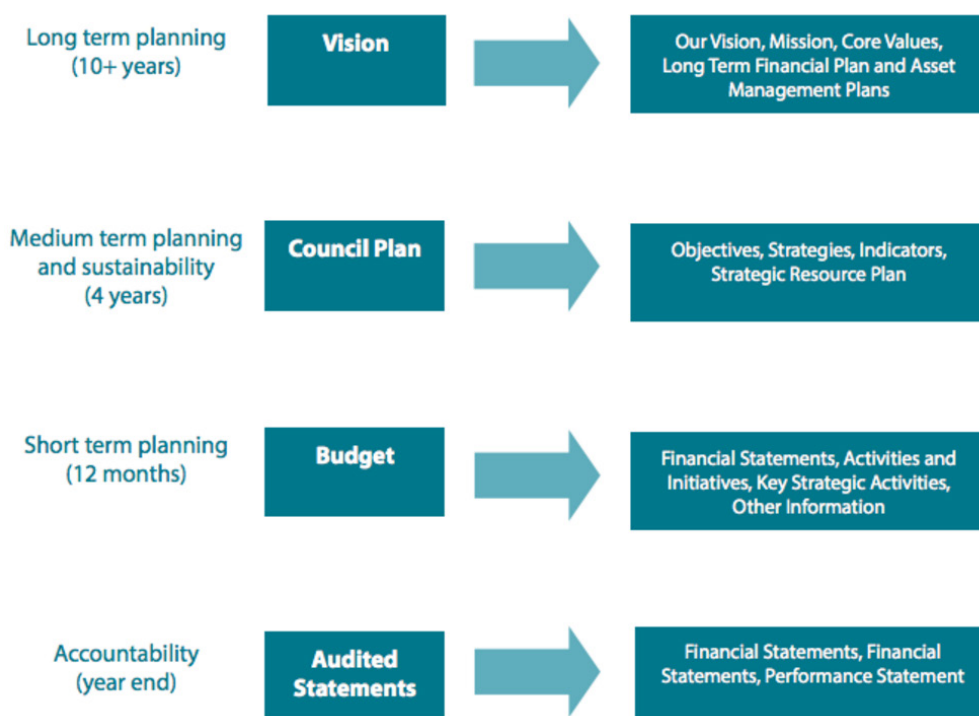 Long term planning
(10+ years)
Vision
Our Vision, Mission, Core Values,
Long Term Financial Plan and Asset
Management Plans
Medium term planning
and sustainability
(4 years)
Council Plan
Objectives, Strategies, Indicators,
Strategic Resource Plan
Short term planning
(12 months)
Budget
Financial Statements, Activities and
Initiatives, Key Strategic Activities,
Other Information
Accountability
(year end)
Audited
Statements
Financial Statements, Financial
Statements, Performance Statement